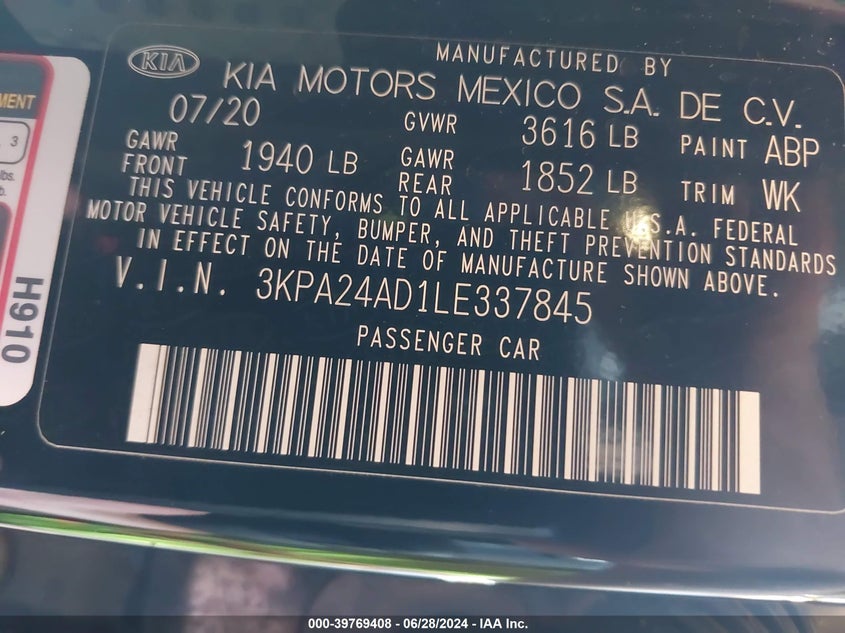 MANUFACTURED BY
KIA
KIA MOTORS MEXICO S.A. DE C.V.
07/20
GVWR 3616 LB
PAINT ABP
GAWR FRONT 1940 LB
GAWR REAR 1852 LB
TRIM WK
THIS VEHICLE CONFORMS TO ALL APPLICABLE U.S.A. FEDERAL
MOTOR VEHICLE SAFETY, BUMPER, AND THEFT PREVENTION STANDARDS
IN EFFECT ON THE DATE OF MANUFACTURE SHOWN ABOVE.
V.I.N. 3KPA24AD1LE337845
PASSENGER CAR
MENT
3
lbs.
b.
H910
000-39769408 - 06/28/2024 - IAA Inc.